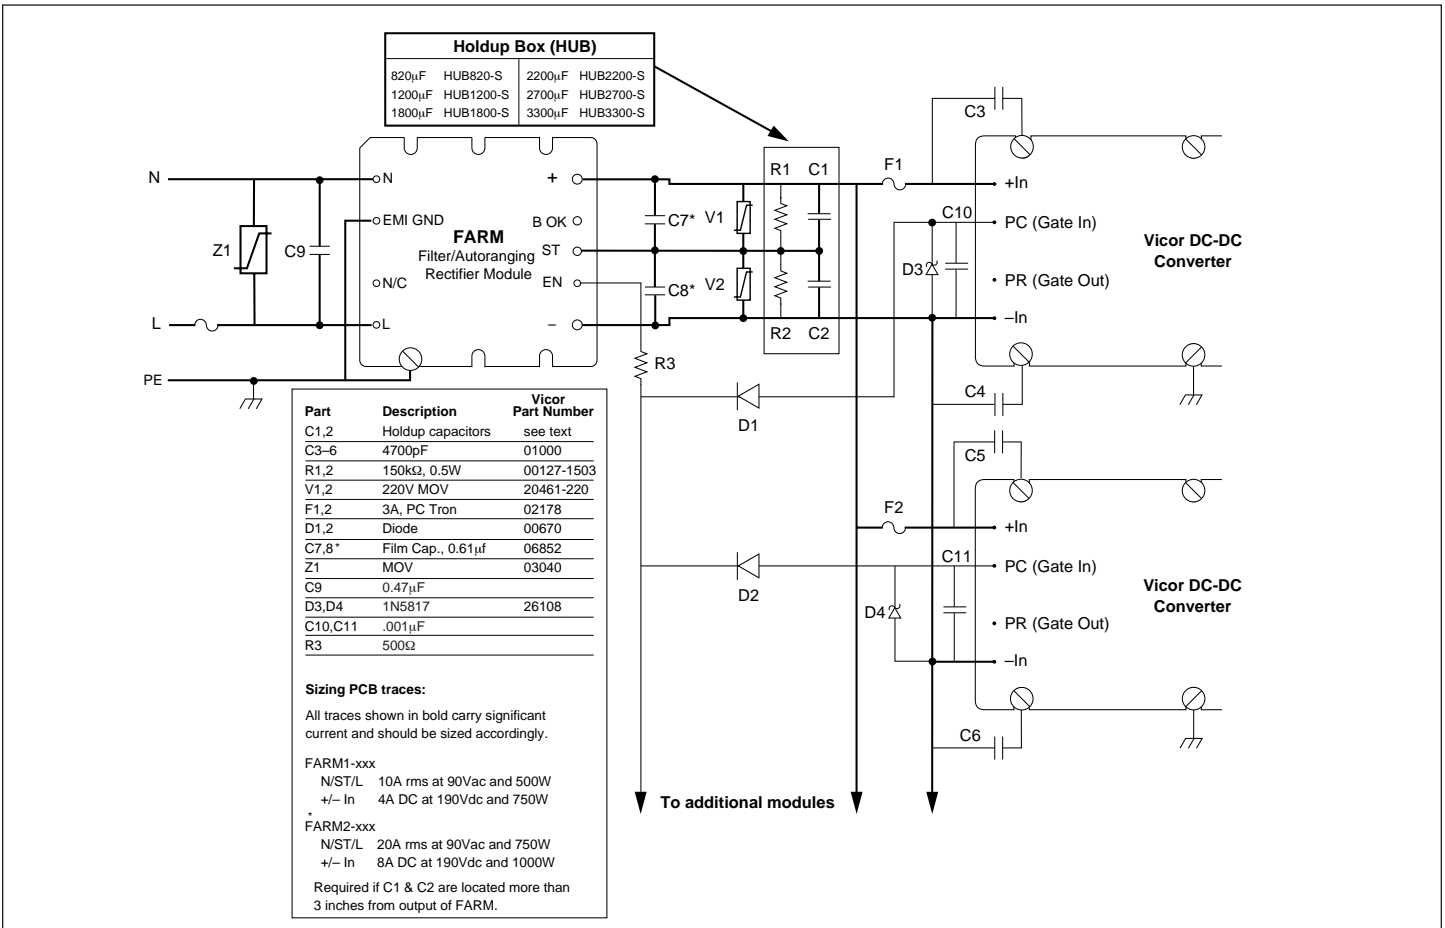 Holdup Box (HUB)
820μF HUB820-S 2200μF HUB2200-S
1200μF HUB1200-S 2700μF HUB2700-S
1800μF HUB1800-S 3300μF HUB3300-S
N
Z1
C9
L
PE
N
EMI GND
N/C
L
FARM
Filter/Autoranging
Rectifier Module
+
B OK
ST
EN
–
C7*
C8*
V1
V2
R1 C1
R2 C2
R3
F1
C3
+In
C10
PC (Gate In)
D3
PR (Gate Out)
–In
Vicor DC-DC
Converter
C4
D1
C5
F2
+In
C11
PC (Gate In)
D2
D4
PR (Gate Out)
–In
Vicor DC-DC
Converter
C6
To additional modules
Part Description Vicor Part Number
C1,2 Holdup capacitors see text
C3–6 4700pF 01000
R1,2 150kΩ, 0.5W 00127-1503
V1,2 220V MOV 20461-220
F1,2 3A, PC Tron 02178
D1,2 Diode 00670
C7,8* Film Cap., 0.61μf 06852
Z1 MOV 03040
C9 0.47μF
D3,D4 1N5817 26108
C10,C11 .001μF
R3 500Ω
Sizing PCB traces:
All traces shown in bold carry significant
current and should be sized accordingly.
FARM1-xxx
N/ST/L 10A rms at 90Vac and 500W
+/– In 4A DC at 190Vdc and 750W
*
FARM2-xxx
N/ST/L 20A rms at 90Vac and 750W
+/– In 8A DC at 190Vdc and 1000W
Required if C1 & C2 are located more than
3 inches from output of FARM.